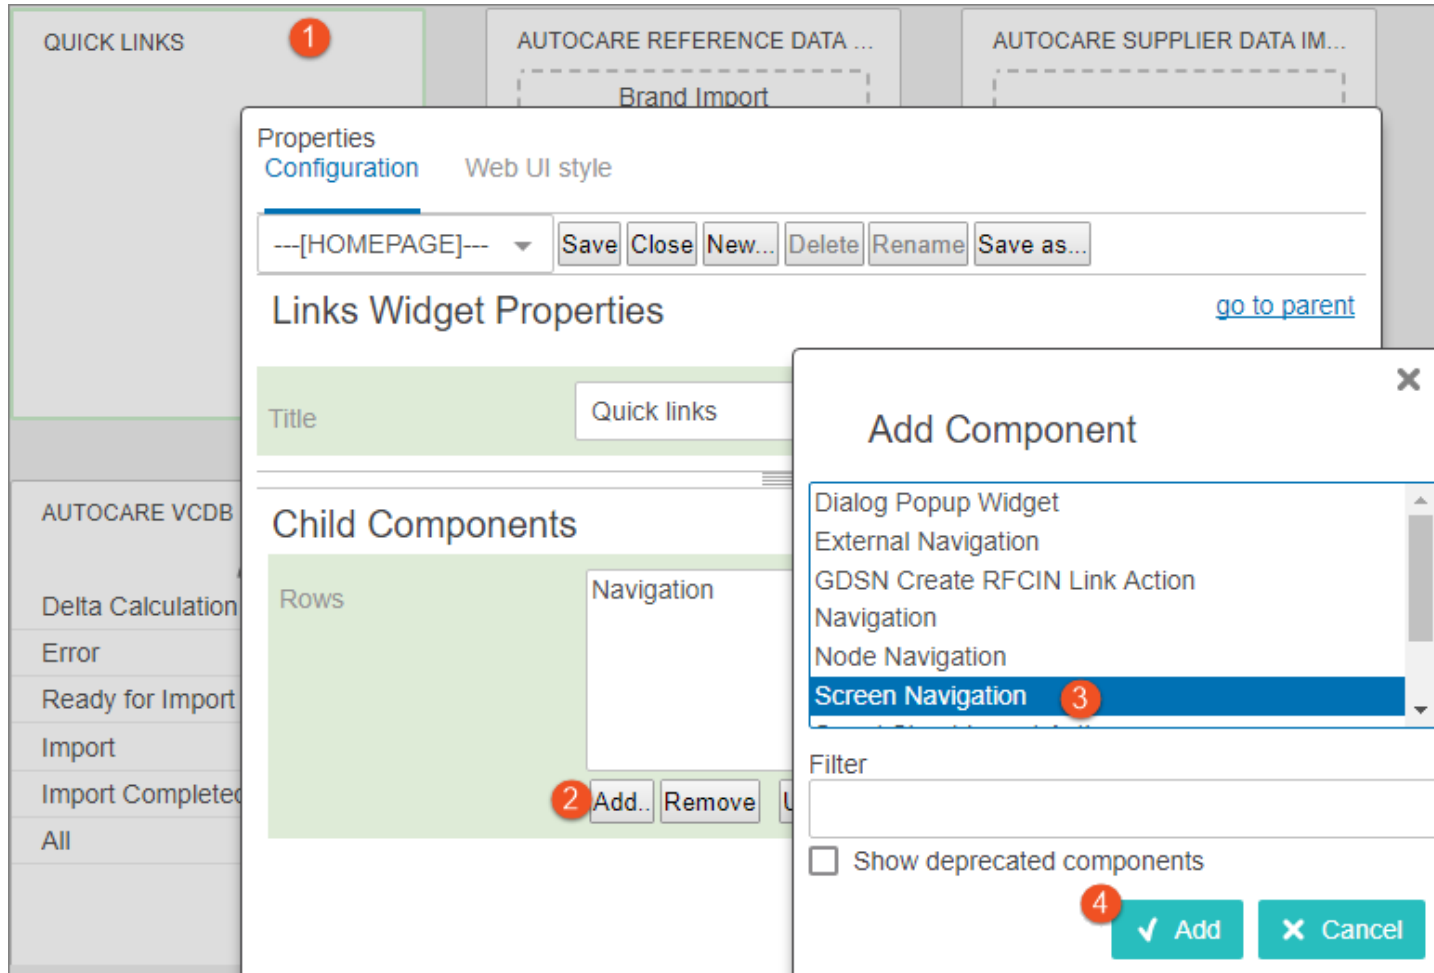 QUICK LINKS
1
AUTOCARE REFERENCE DATA ...
Brand Import
AUTOCARE SUPPLIER DATA IM...
Properties
Configuration
Web UI style
---[HOMEPAGE]---
Save
Close
New...
Delete
Rename
Save as...
Links Widget Properties
go to parent
Title
Quick links
Child Components
Rows
Navigation
2
Add..
Remove
AUTOCARE VCDB
Delta Calculation
Error
Ready for Import
Import
Import Completed
All
Add Component
Dialog Popup Widget
External Navigation
GDSN Create RFCIN Link Action
Navigation
Node Navigation
Screen Navigation
3
Filter
Show deprecated components
4
Add
Cancel